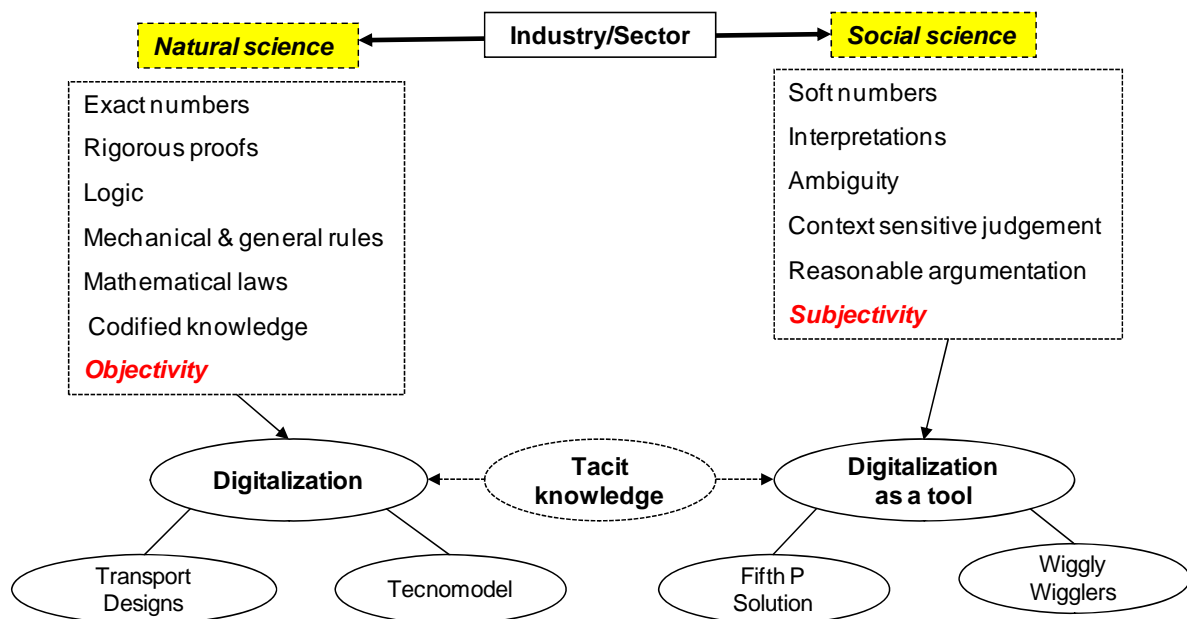 Natural science
Industry/Sector
Social science
Exact numbers
Rigorous proofs
Logic
Mechanical & general rules
Mathematical laws
Codified knowledge
Objectivity
Soft numbers
Interpretations
Ambiguity
Context sensitive judgement
Reasonable argumentation
Subjectivity
Digitalization
Tacit
knowledge
Digitalization
as a tool
Transport
Designs
Tecnomodel
Fifth P
Solution
Wiggly
Wigglers